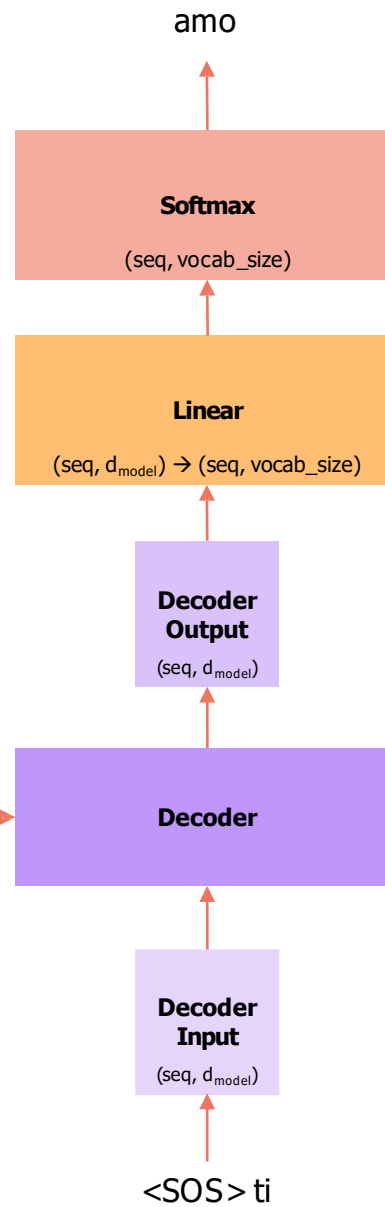 amo
Softmax
(seq, vocab_size)
Linear
(seq, dmodel) → (seq, vocab_size)
Decoder
Output
(seq, dmodel)
Decoder
Decoder
Input
(seq, dmodel)
<SOS> ti